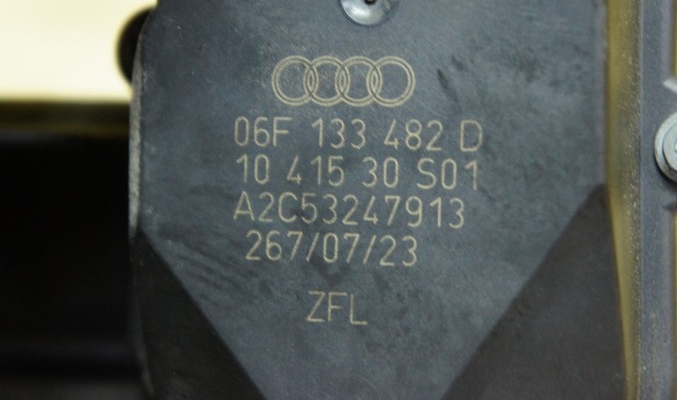 06F 133 482 D
10 415 30 S01
A2C53247913
267/07/23
ZFL